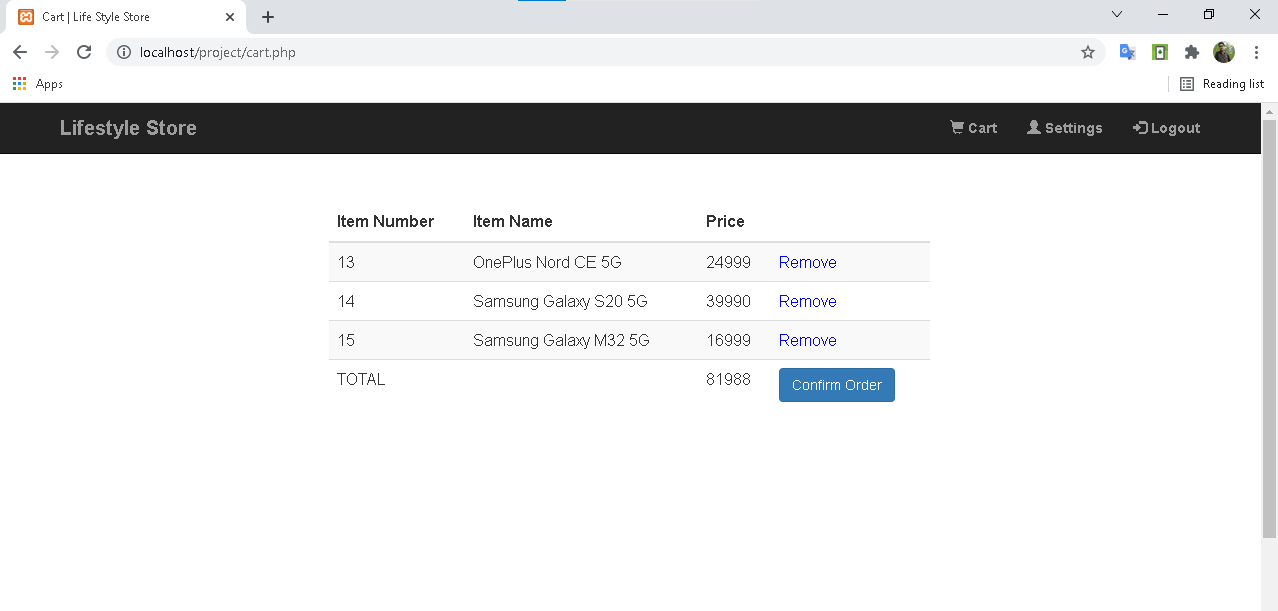 Cart | Life Style Store
localhost/project/cart.php
Apps
Reading list
Lifestyle Store Cart Settings Logout
Item Number Item Name Price
13 OnePlus Nord CE 5G 24999 Remove
14 Samsung Galaxy S20 5G 39990 Remove
15 Samsung Galaxy M32 5G 16999 Remove
TOTAL 81988 Confirm Order